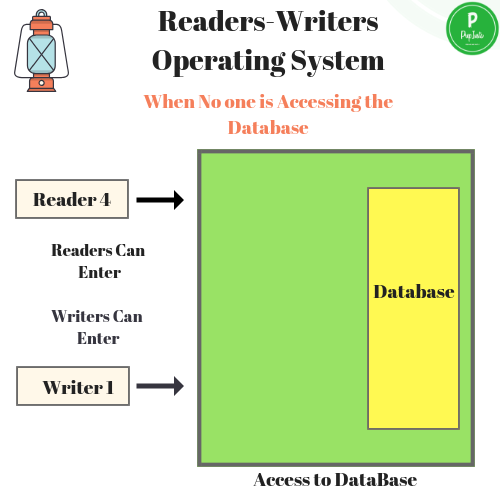 Readers-Writers
Operating System
P
When No one is Accessing the
Database
Reader 4
Readers Can
Enter
Database
Writers Can
Enter
Writer 1
Access to DataBase